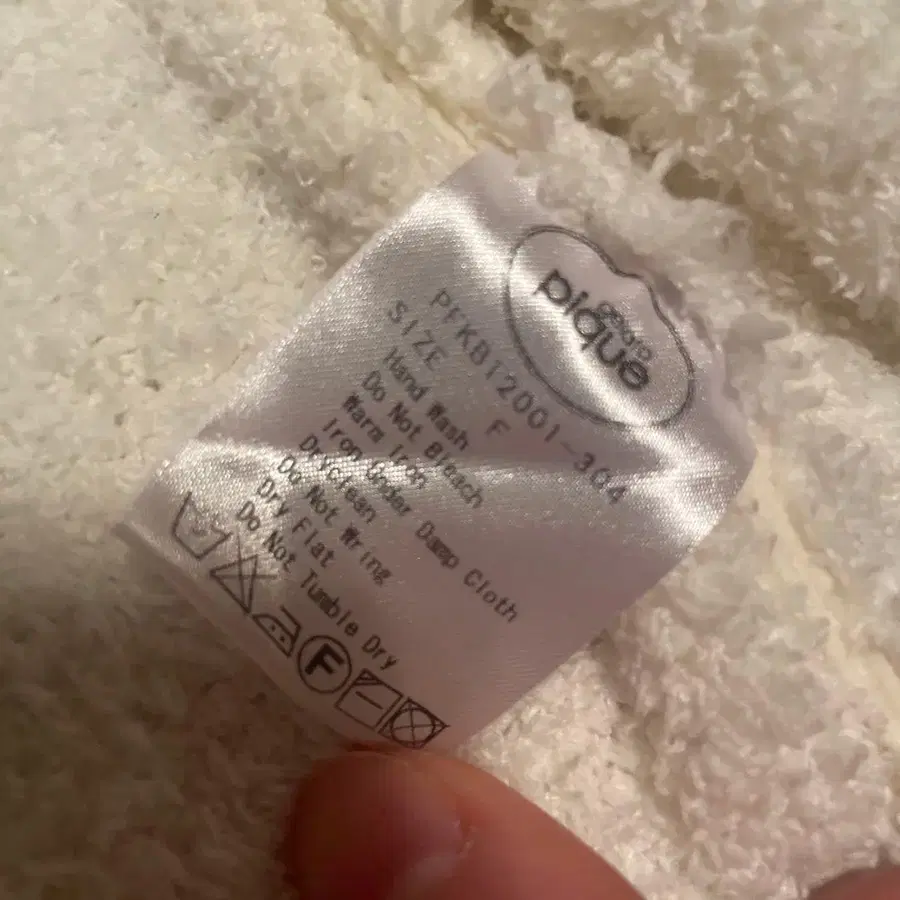 gelato
pique
PFKB12001-304
SIZE F
Hand Wash
Do Not Bleach
Warm Iron
Iron Under Damp Cloth
Dryclean
Do Not Wring
Dry Flat
Do Not Tumble Dry
F